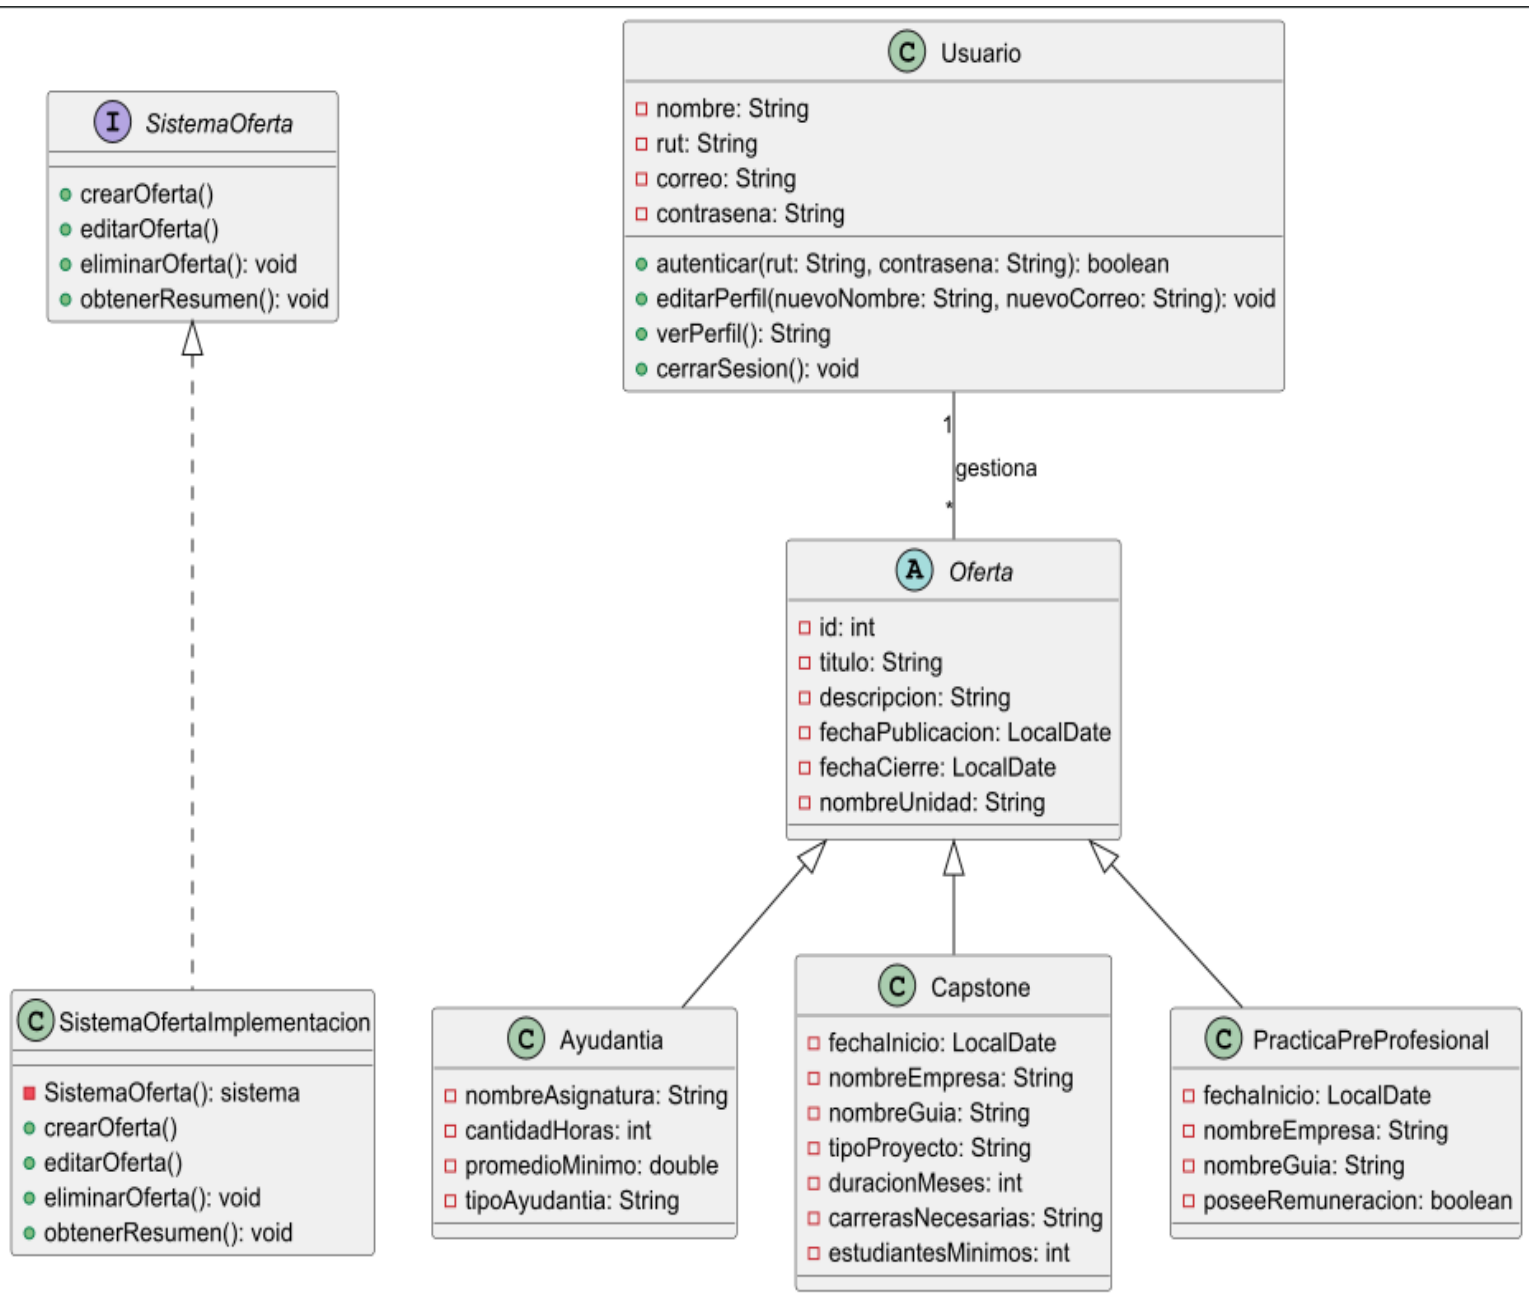 I SistemaOferta
crearOferta()
editarOferta()
eliminarOferta(): void
obtenerResumen(): void
C Usuario
nombre: String
rut: String
correo: String
contrasena: String
autenticar(rut: String, contrasena: String): boolean
editarPerfil(nuevoNombre: String, nuevoCorreo: String): void
verPerfil(): String
cerrarSesion(): void
1
gestiona
*
A Oferta
id: int
titulo: String
descripcion: String
fechaPublicacion: LocalDate
fechaCierre: LocalDate
nombreUnidad: String
C SistemaOfertaImplementacion
SistemaOferta(): sistema
crearOferta()
editarOferta()
eliminarOferta(): void
obtenerResumen(): void
C Ayudantia
nombreAsignatura: String
cantidadHoras: int
promedioMinimo: double
tipoAyudantia: String
C Capstone
fechaInicio: LocalDate
nombreEmpresa: String
nombreGuia: String
tipoProyecto: String
duracionMeses: int
carrerasNecesarias: String
estudiantesMinimos: int
C PracticaPreProfesional
fechaInicio: LocalDate
nombreEmpresa: String
nombreGuia: String
poseeRemuneracion: boolean